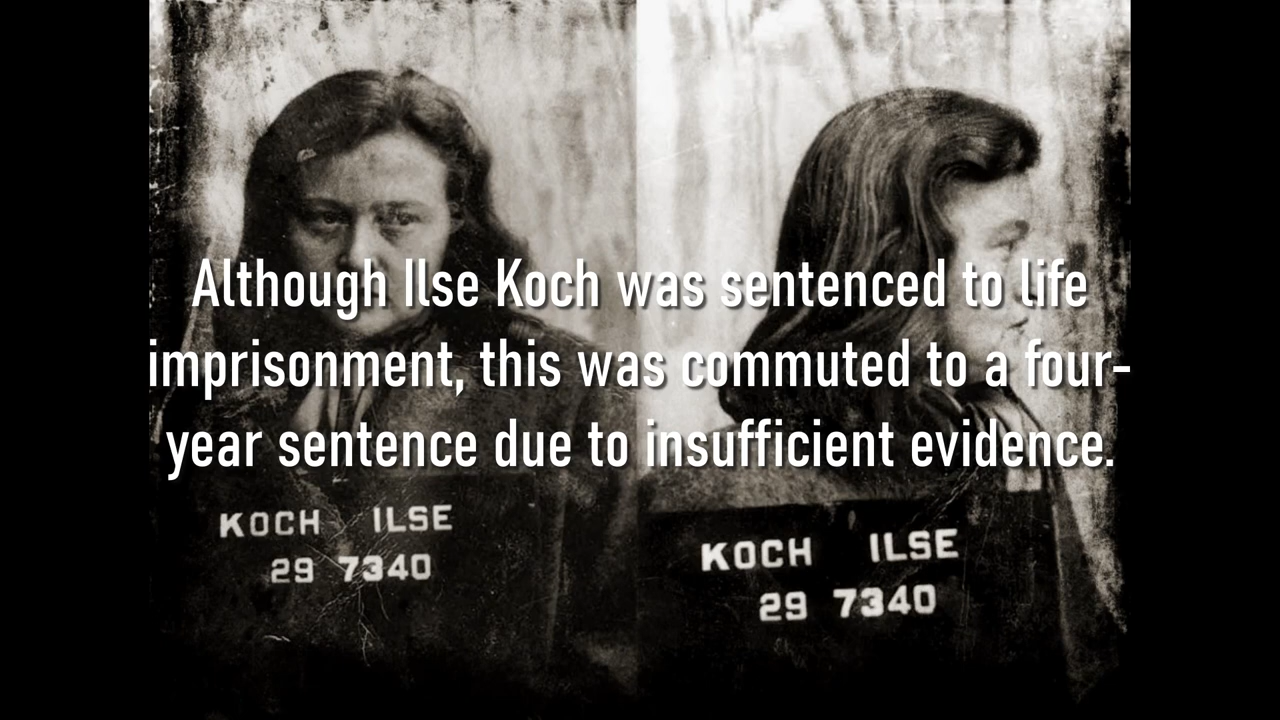 Although Ilse Koch was sentenced to life
imprisonment, this was commuted to a four-
year sentence due to insufficient evidence.
KOCH ILSE
29 7340
KOCH ILSE
29 7340